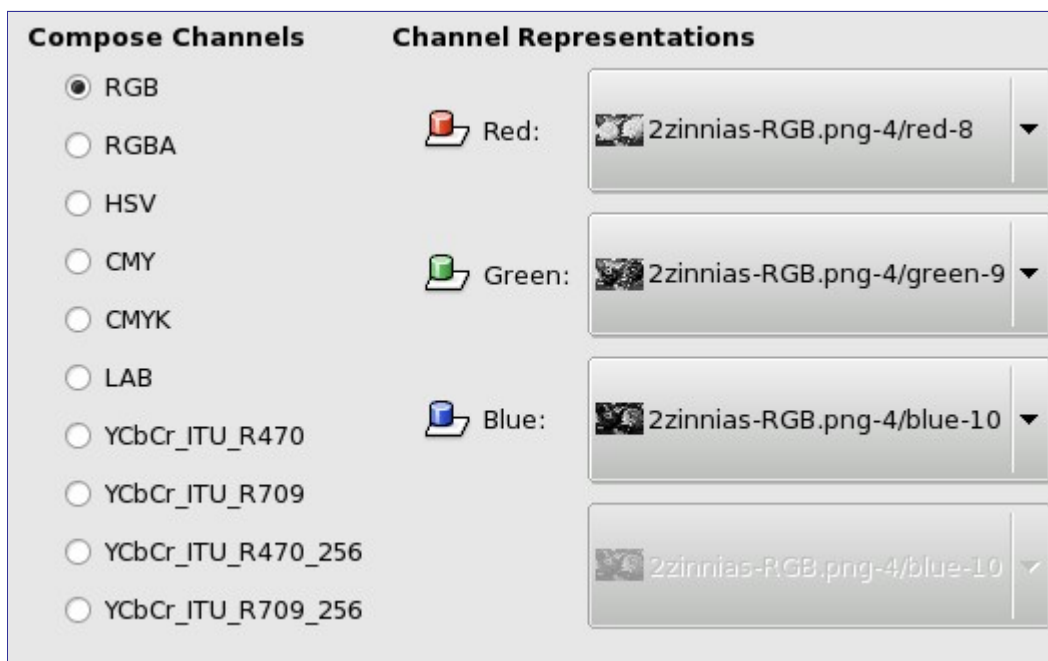 Compose Channels
RGB
RGBA
HSV
CMY
CMYK
LAB
YCbCr_ITU_R470
YCbCr_ITU_R709
YCbCr_ITU_R470_256
YCbCr_ITU_R709_256
Channel Representations
Red: 2zinnias-RGB.png-4/red-8
Green: 2zinnias-RGB.png-4/green-9
Blue: 2zinnias-RGB.png-4/blue-10
2zinnias-RGB.png-4/blue-10